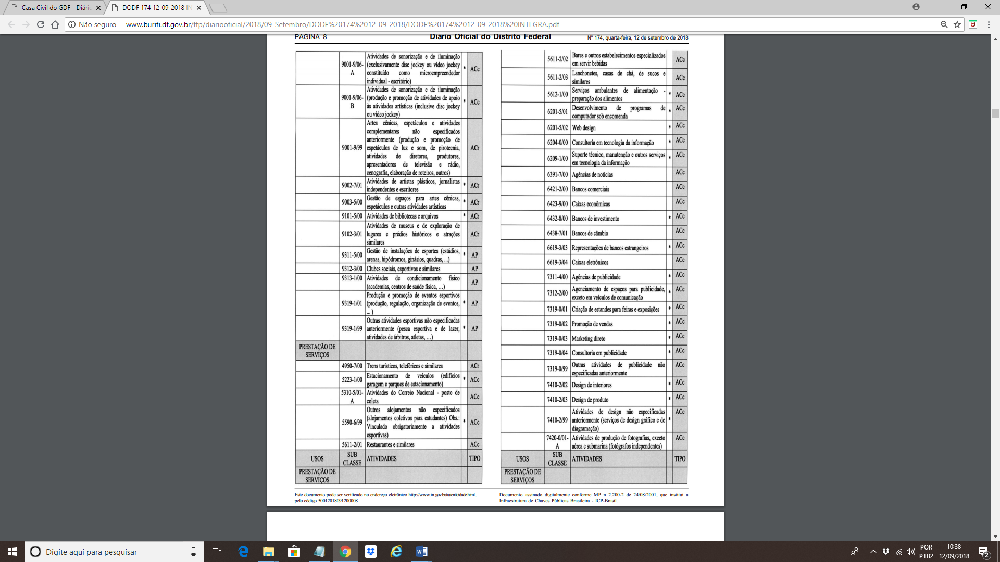 Casa Civil do GDF - Diári
DODF 174 12-09-2018 IN
Não seguro
www.buriti.df.gov.br/ftp/diariooficial/2018/09_Setembro/DODF%20174%2012-09-2018/DODF%20174%2012-09-2018%20INTEGRA.pdf
PÁGINA 8
Diário Oficial do Distrito Federal
Nº 174, quarta-feira, 12 de setembro de 2018
9001-9/06-
A
Atividades de sonorização e de iluminação
(exclusivamente disc jockey ou vídeo jockey
constituído como microempreendedor
individual - escritório)
* ACc
9001-9/06-
B
Atividades de sonorização e de iluminação
(produção e promoção de atividades de apoio
às atividades artísticas (inclusive disc jockey
ou vídeo jockey)
* ACc
9001-9/99
Artes cênicas, espetáculos e atividades
complementares não especificados
anteriormente (produção e promoção de
espetáculos de luz e som, de pirotecnia,
atividades de diretores, produtores,
apresentadores de televisão e rádio,
cenografia, elaboração de roteiros, outros)
ACr
9002-7/01
Atividades de artistas plásticos, jornalistas
independentes e escritores
* ACr
9003-5/00
Gestão de espaços para artes cênicas,
espetáculos e outras atividades artísticas
* ACr
9101-5/00 Atividades de bibliotecas e arquivos * ACr
9102-3/01
Atividades de museus e de exploração de
lugares e prédios históricos e atrações
similares
ACr
9311-5/00
Gestão de instalações de esportes (estádios,
arenas, hipódromos, ginásios, quadras, ...)
* AP
9312-3/00 Clubes sociais, esportivos e similares AP
9313-1/00
Atividades de condicionamento físico
(academias, centros de saúde física, …)
AP
9319-1/01
Produção e promoção de eventos esportivos
(produção, regulação, organização de eventos,
... )
* AP
9319-1/99
Outras atividades esportivas não especificadas
anteriormente (pesca esportiva e de lazer,
atividades de árbitros, atletas, …)
* AP
PRESTAÇÃO DE
SERVIÇOS
4950-7/00 Trens turísticos, teleféricos e similares ACr
5223-1/00
Estacionamento de veículos (edifícios
garagem e parques de estacionamento)
* ACc
5310-5/01-
A
Atividades do Correio Nacional - posto de
coleta
ACc
5590-6/99
Outros alojamentos não especificados
(alojamentos coletivos para estudantes) Obs.:
Vinculado obrigatoriamente a atividades
esportivas)
* ACc
5611-2/01 Restaurantes e similares ACc
USOS
SUB
CLASSE
ATIVIDADES
TIPO
PRESTAÇÃO DE
SERVIÇOS
5611-2/02
Bares e outros estabelecimentos especializados
em servir bebidas
ACc
5611-2/03
Lanchonetes, casas de chá, de sucos e
similares
ACc
5612-1/00
Serviços ambulantes de alimentação -
preparação dos alimentos
* ACc
6201-5/01
Desenvolvimento de programas de
computador sob encomenda
* ACc
6201-5/02 Web design * ACc
6204-0/00 Consultoria em tecnologia da informação * ACc
6209-1/00
Suporte técnico, manutenção e outros serviços
em tecnologia da informação
* ACc
6391-7/00 Agências de notícias ACc
6421-2/00 Bancos comerciais ACc
6423-9/00 Caixas econômicas ACc
6432-8/00 Bancos de investimento * ACc
6438-7/01 Bancos de câmbio ACc
6619-3/03 Representações de bancos estrangeiros * ACc
6619-3/04 Caixas eletrônicos ACc
7311-4/00 Agências de publicidade * ACc
7312-2/00
Agenciamento de espaços para publicidade,
exceto em veículos de comunicação
* ACc
7319-0/01 Criação de estandes para feiras e exposições * ACc
7319-0/02 Promoção de vendas * ACc
7319-0/03 Marketing direto * ACc
7319-0/04 Consultoria em publicidade * ACc
7319-0/99
Outras atividades de publicidade não
especificadas anteriormente
ACc
7410-2/02 Design de interiores * ACc
7410-2/03 Design de produto * ACc
7410-2/99
Atividades de design não especificadas
anteriormente (serviços de design gráfico e de
diagramação)
* ACc
7420-0/01-
A
Atividades de produção de fotografias, exceto
aérea e submarina (fotógrafos independentes)
ACc
USOS
SUB
CLASSE
ATIVIDADES
TIPO
PRESTAÇÃO DE
SERVIÇOS
Este documento pode ser verificado no endereço eletrônico http://www.in.gov.br/autenticidade.html,
pelo código 50012018091200008
Documento assinado digitalmente conforme MP n 2.200-2 de 24/08/2001, que institui a
Infraestrutura de Chaves Públicas Brasileira - ICP-Brasil.
Digite aqui para pesquisar
POR
PTB2
10:38
12/09/2018
2